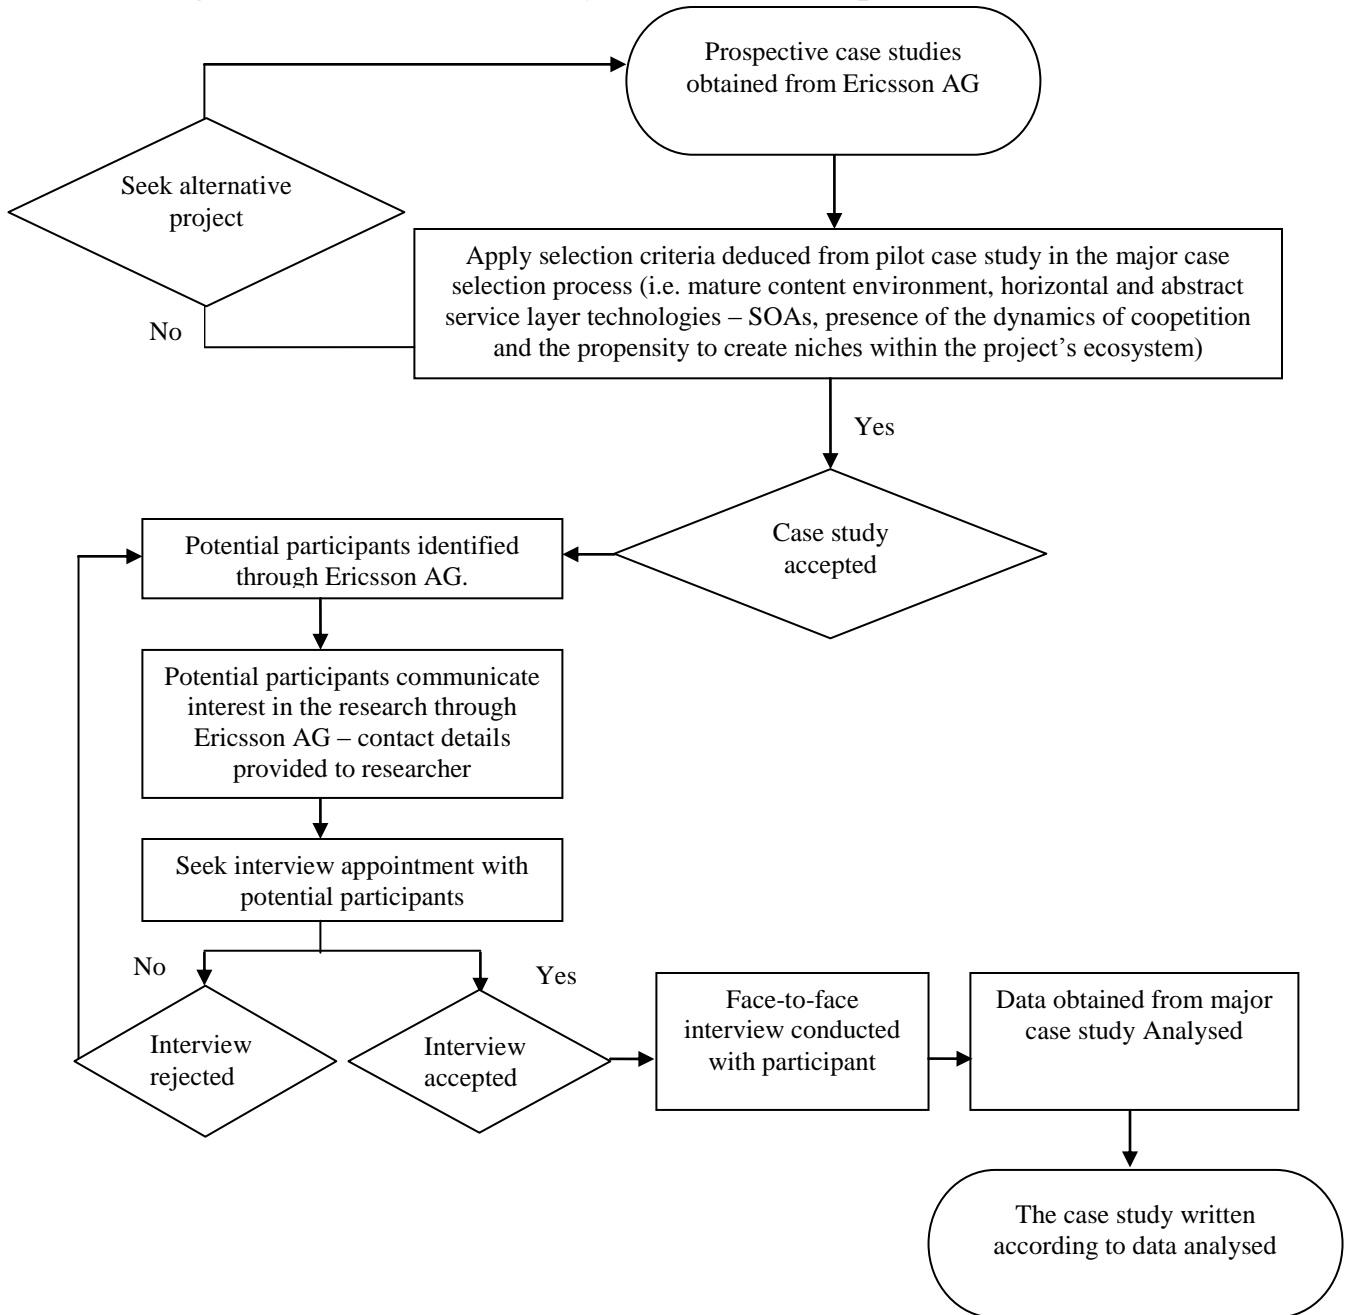 Prospective case studies
obtained from Ericsson AG
Seek alternative
project
Apply selection criteria deduced from pilot case study in the major case
selection process (i.e. mature content environment, horizontal and abstract
service layer technologies – SOAs, presence of the dynamics of coopetition
and the propensity to create niches within the project’s ecosystem)
No
Yes
Case study
accepted
Potential participants identified
through Ericsson AG.
Potential participants communicate
interest in the research through
Ericsson AG – contact details
provided to researcher
Seek interview appointment with
potential participants
No
Yes
Interview
rejected
Interview
accepted
Face-to-face
interview conducted
with participant
Data obtained from major
case study Analysed
The case study written
according to data analysed